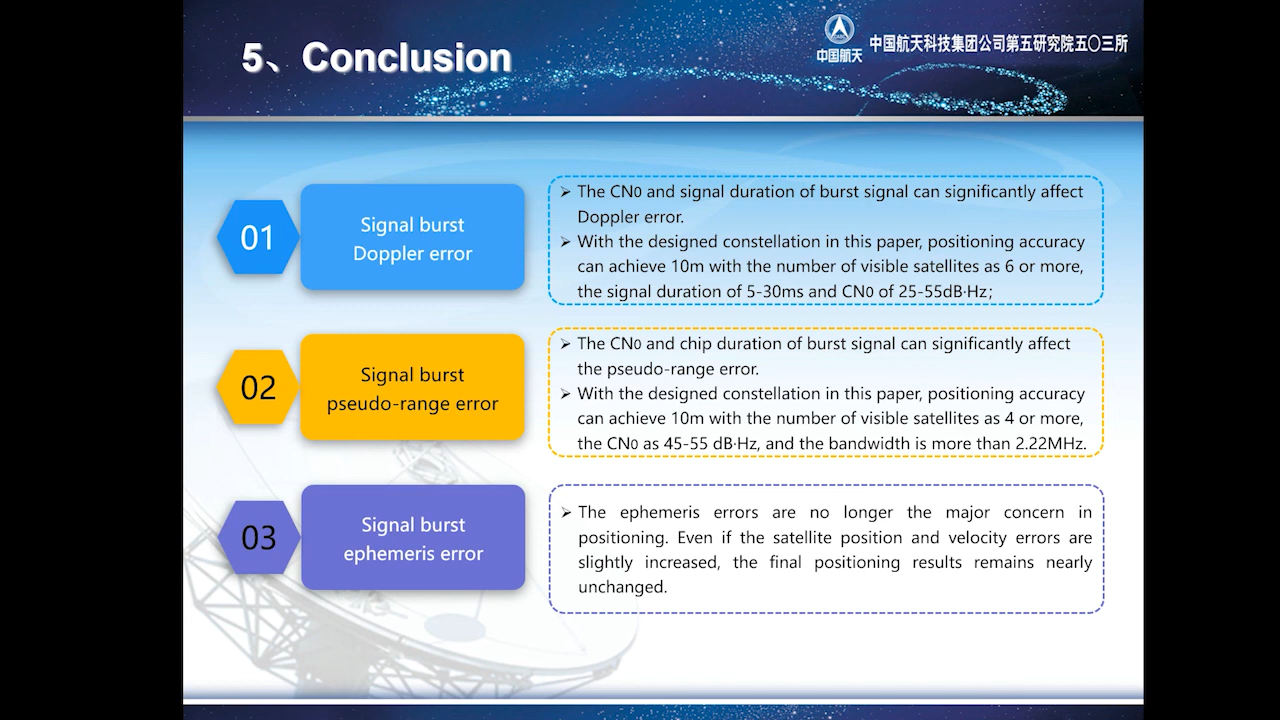 5、Conclusion
CASC
中国航天
中国航天科技集团公司第五研究院五〇三所
01
Signal burst
Doppler error
➢ The CN0 and signal duration of burst signal can significantly affect
Doppler error.
➢ With the designed constellation in this paper, positioning accuracy
can achieve 10m with the number of visible satellites as 6 or more,
the signal duration of 5-30ms and CN0 of 25-55dB·Hz；
02
Signal burst
pseudo-range error
➢ The CN0 and chip duration of burst signal can significantly affect
the pseudo-range error.
➢ With the designed constellation in this paper, positioning accuracy
can achieve 10m with the number of visible satellites as 4 or more,
the CN0 as 45-55 dB·Hz, and the bandwidth is more than 2.22MHz.
03
Signal burst
ephemeris error
➢ The ephemeris errors are no longer the major concern in
positioning. Even if the satellite position and velocity errors are
slightly increased, the final positioning results remains nearly
unchanged.